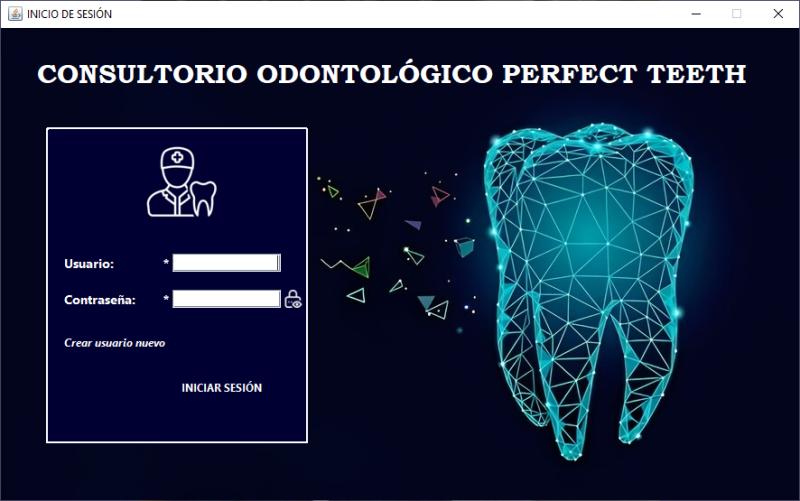 INICIO DE SESIÓN
CONSULTORIO ODONTOLÓGICO PERFECT TEETH
Usuario: *
Contraseña: *
Crear usuario nuevo
INICIAR SESIÓN